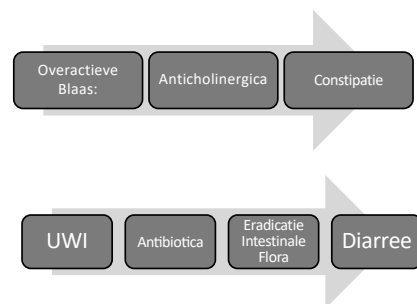 Overactieve
Blaas:
Anticholinergica
Constipatie
UWI
Antibiotica
Eradicatie
Intestinale
Flora
Diarree